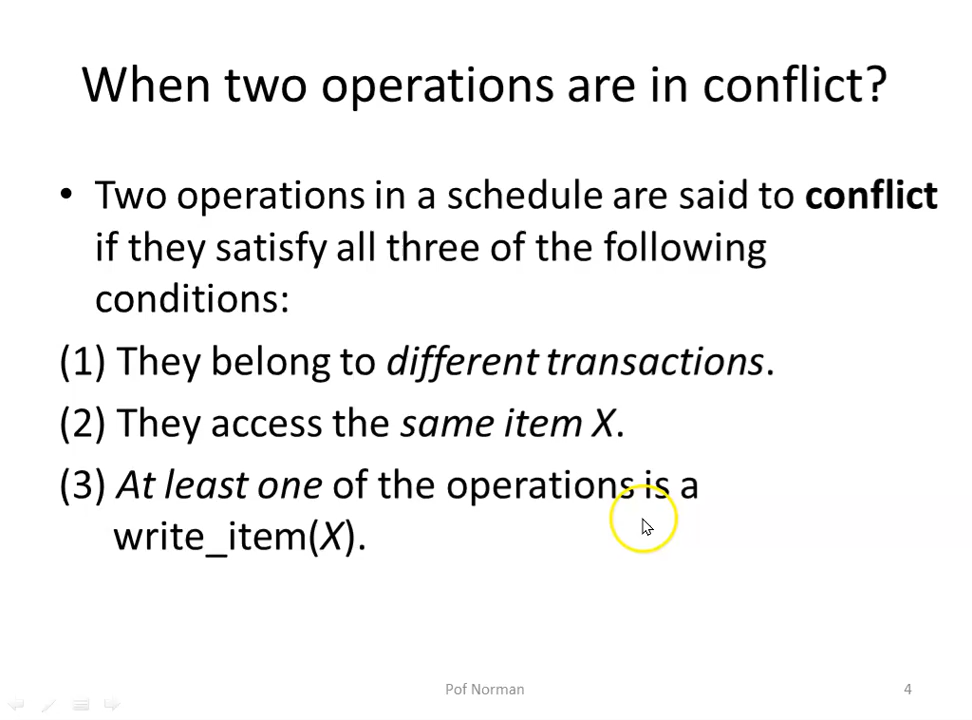 When two operations are in conflict?
• Two operations in a schedule are said to conflict
if they satisfy all three of the following
conditions:
(1) They belong to different transactions.
(2) They access the same item X.
(3) At least one of the operations is a
write_item(X).
Pof Norman
4